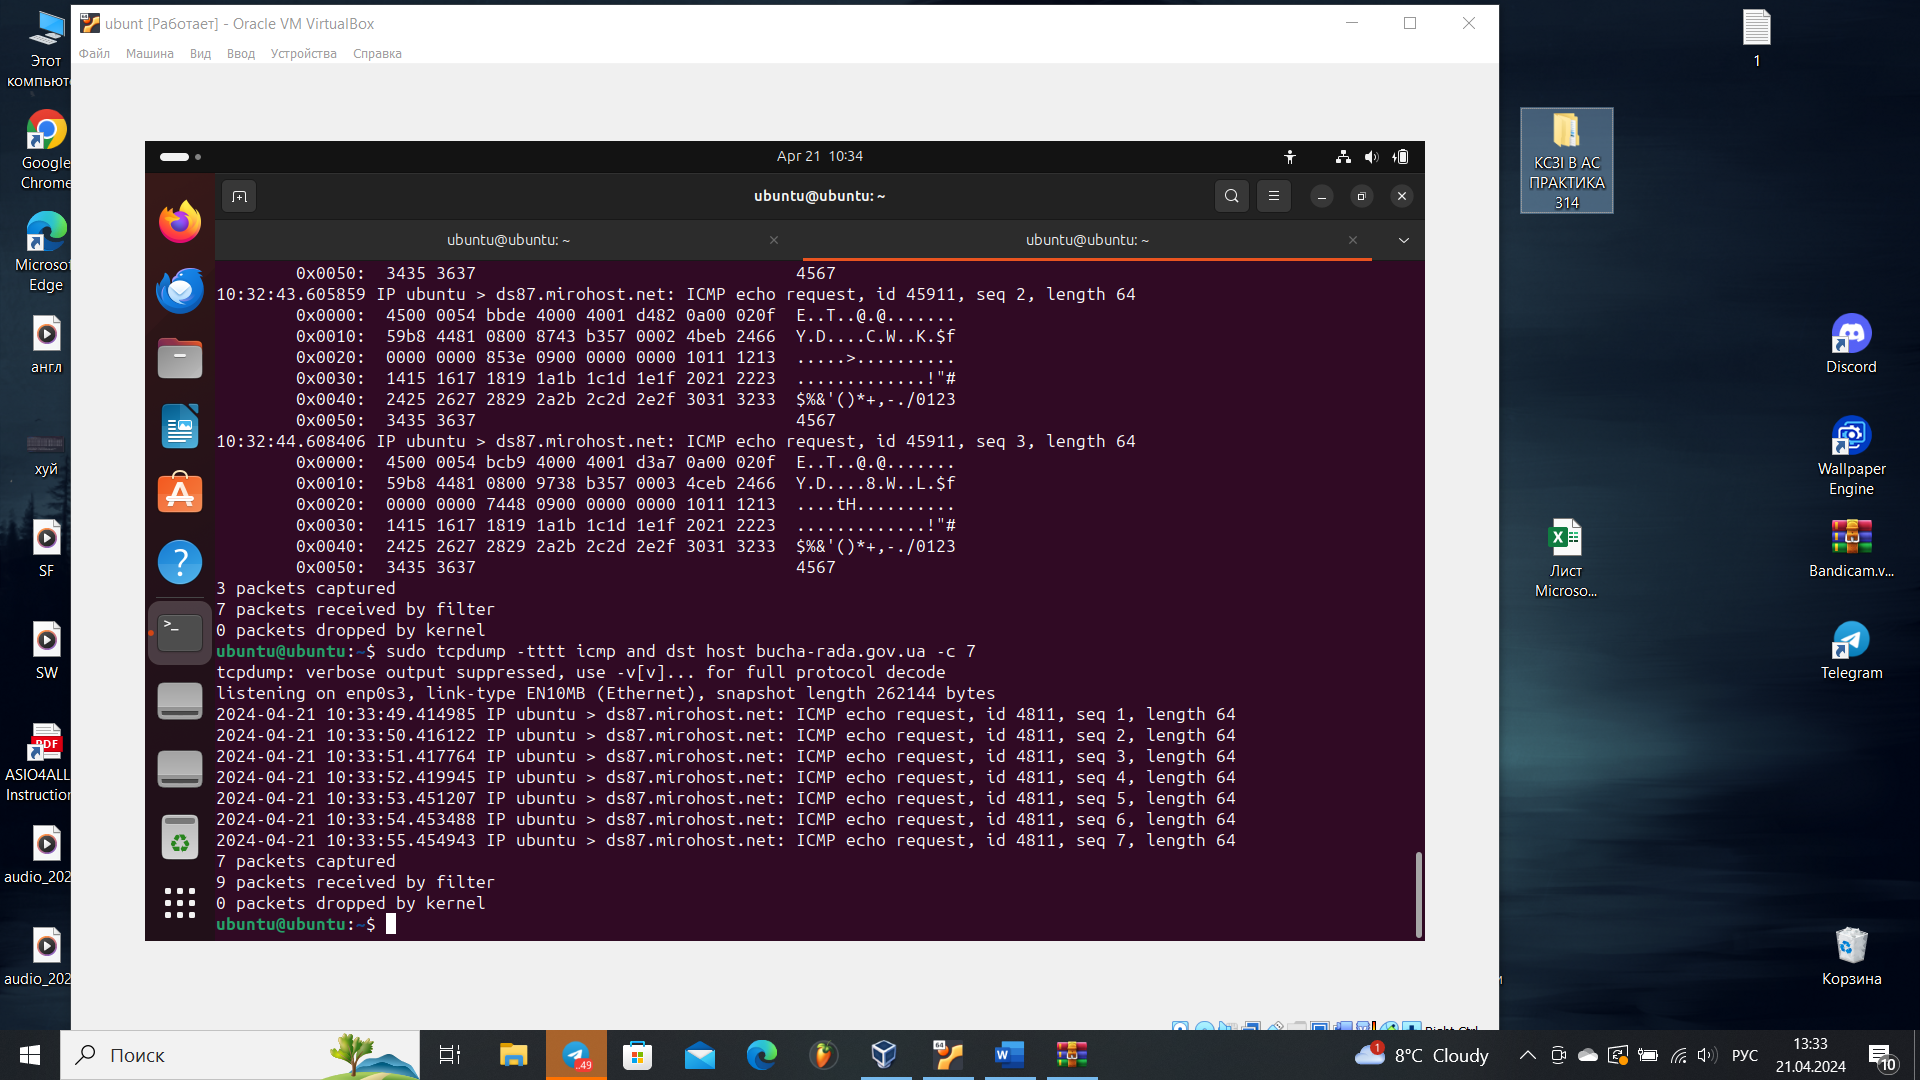 ubunt [Работает] - Oracle VM VirtualBox
Файл Машина Вид Ввод Устройства Справка
Apr 21 10:34
ubuntu@ubuntu: ~
ubuntu@ubuntu: ~
ubuntu@ubuntu: ~
0x0050: 3435 3637 4567
10:32:43.605859 IP ubuntu > ds87.mirohost.net: ICMP echo request, id 45911, seq 2, length 64
0x0000: 4500 0054 bbde 4000 4001 d482 0a00 020f E..T..@.@.......
0x0010: 59b8 4481 0800 8743 b357 0002 4beb 2466 Y.D....C.W..K.$f
0x0020: 0000 0000 853e 0900 0000 0000 1011 1213 .....>..........
0x0030: 1415 1617 1819 1a1b 1c1d 1e1f 2021 2223 .............!"#
0x0040: 2425 2627 2829 2a2b 2c2d 2e2f 3031 3233 $%&'()*+,-./0123
0x0050: 3435 3637 4567
10:32:44.608406 IP ubuntu > ds87.mirohost.net: ICMP echo request, id 45911, seq 3, length 64
0x0000: 4500 0054 bcb9 4000 4001 d3a7 0a00 020f E..T..@.@.......
0x0010: 59b8 4481 0800 9738 b357 0003 4ceb 2466 Y.D....8.W..L.$f
0x0020: 0000 0000 7448 0900 0000 0000 1011 1213 ....tH..........
0x0030: 1415 1617 1819 1a1b 1c1d 1e1f 2021 2223 .............!"#
0x0040: 2425 2627 2829 2a2b 2c2d 2e2f 3031 3233 $%&'()*+,-./0123
0x0050: 3435 3637 4567
3 packets captured
7 packets received by filter
0 packets dropped by kernel
ubuntu@ubuntu:~$ sudo tcpdump -tttt icmp and dst host bucha-rada.gov.ua -c 7
tcpdump: verbose output suppressed, use -v[v]... for full protocol decode
listening on enp0s3, link-type EN10MB (Ethernet), snapshot length 262144 bytes
2024-04-21 10:33:49.414985 IP ubuntu > ds87.mirohost.net: ICMP echo request, id 4811, seq 1, length 64
2024-04-21 10:33:50.416122 IP ubuntu > ds87.mirohost.net: ICMP echo request, id 4811, seq 2, length 64
2024-04-21 10:33:51.417764 IP ubuntu > ds87.mirohost.net: ICMP echo request, id 4811, seq 3, length 64
2024-04-21 10:33:52.419945 IP ubuntu > ds87.mirohost.net: ICMP echo request, id 4811, seq 4, length 64
2024-04-21 10:33:53.451207 IP ubuntu > ds87.mirohost.net: ICMP echo request, id 4811, seq 5, length 64
2024-04-21 10:33:54.453488 IP ubuntu > ds87.mirohost.net: ICMP echo request, id 4811, seq 6, length 64
2024-04-21 10:33:55.454943 IP ubuntu > ds87.mirohost.net: ICMP echo request, id 4811, seq 7, length 64
7 packets captured
9 packets received by filter
0 packets dropped by kernel
ubuntu@ubuntu:~$
Этот
компьют
Google
Chrome
Microsof
Edge
англ
хуй
SF
SW
PDF
ASIO4ALL
Instruction
audio_202
audio_202
1
КСЗІ В АС
ПРАКТИКА
314
Discord
Wallpaper
Engine
Лист
Microso...
Bandicam.v...
Telegram
Корзина
Right Ctrl
Поиск
..49
64
1
8°C Cloudy
РУС
13:33
21.04.2024
10